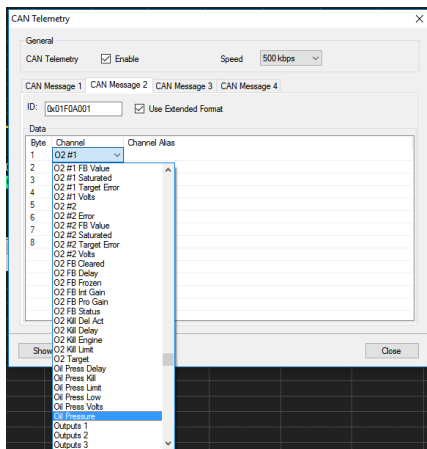 CAN Telemetry
General
CAN Telemetry Enable Speed 500 kbps
CAN Message 1 CAN Message 2 CAN Message 3 CAN Message 4
ID: 0x01F0A001 Use Extended Format
Data
Byte Channel Channel Alias
1 O2 #1
2 O2 #1 FB Value
3 O2 #1 Saturated
O2 #1 Target Error
4 O2 #1 Volts
5 O2 #2
6 O2 #2 Error
O2 #2 FB Value
7 O2 #2 Saturated
8 O2 #2 Target Error
O2 #2 Volts
O2 FB Cleared
O2 FB Delay
O2 FB Frozen
O2 FB Int Gain
O2 FB Pro Gain
O2 FB Status
O2 Kill Del Act
O2 Kill Delay
O2 Kill Engine
O2 Kill Limit
Show O2 Target Close
Oil Press Delay
Oil Press Kill
Oil Press Limit
Oil Press Low
Oil Press Volts
Oil Pressure
Outputs 1
Outputs 2
Outputs 3